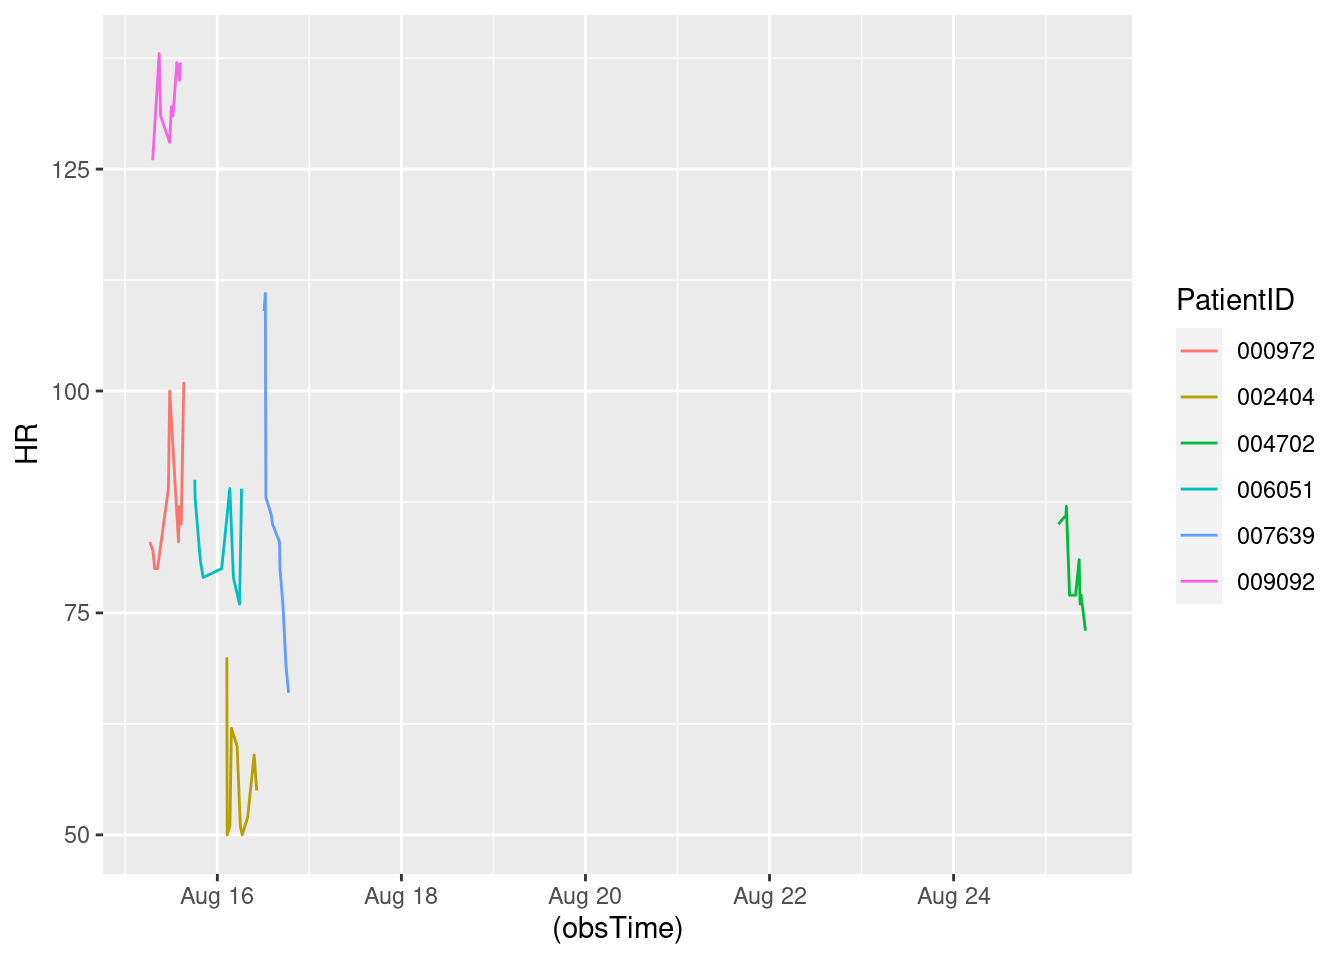 HR
125
100
75
50
Aug 16
Aug 18
Aug 20
Aug 22
Aug 24
(obsTime)
PatientID
000972
002404
004702
006051
007639
009092